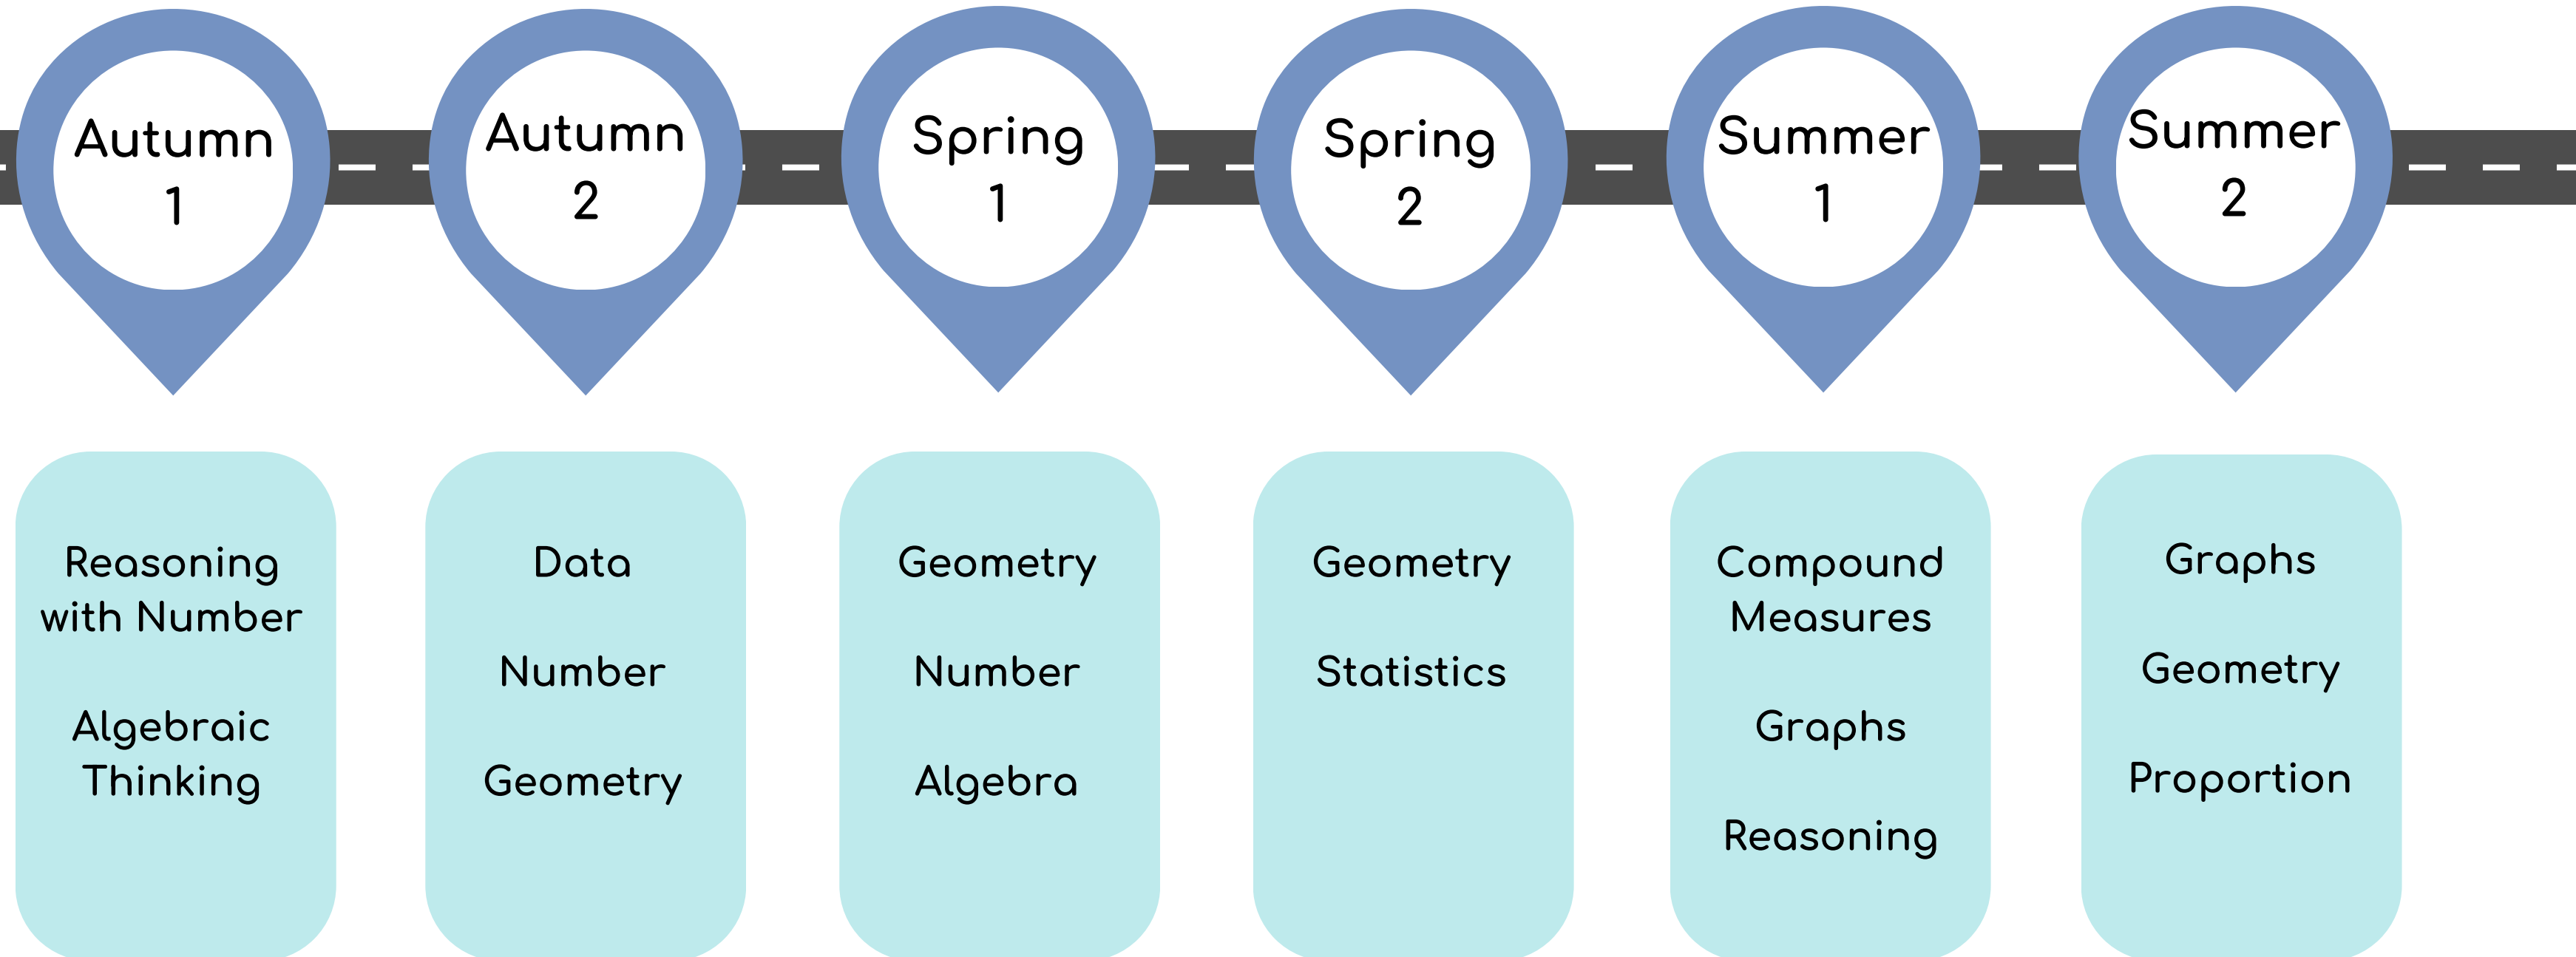 Autumn
1
Autumn
2
Spring
1
Spring
2
Summer
1
Summer
2
Reasoning
with Number
Algebraic
Thinking
Data
Number
Geometry
Geometry
Number
Algebra
Geometry
Statistics
Compound
Measures
Graphs
Reasoning
Graphs
Geometry
Proportion